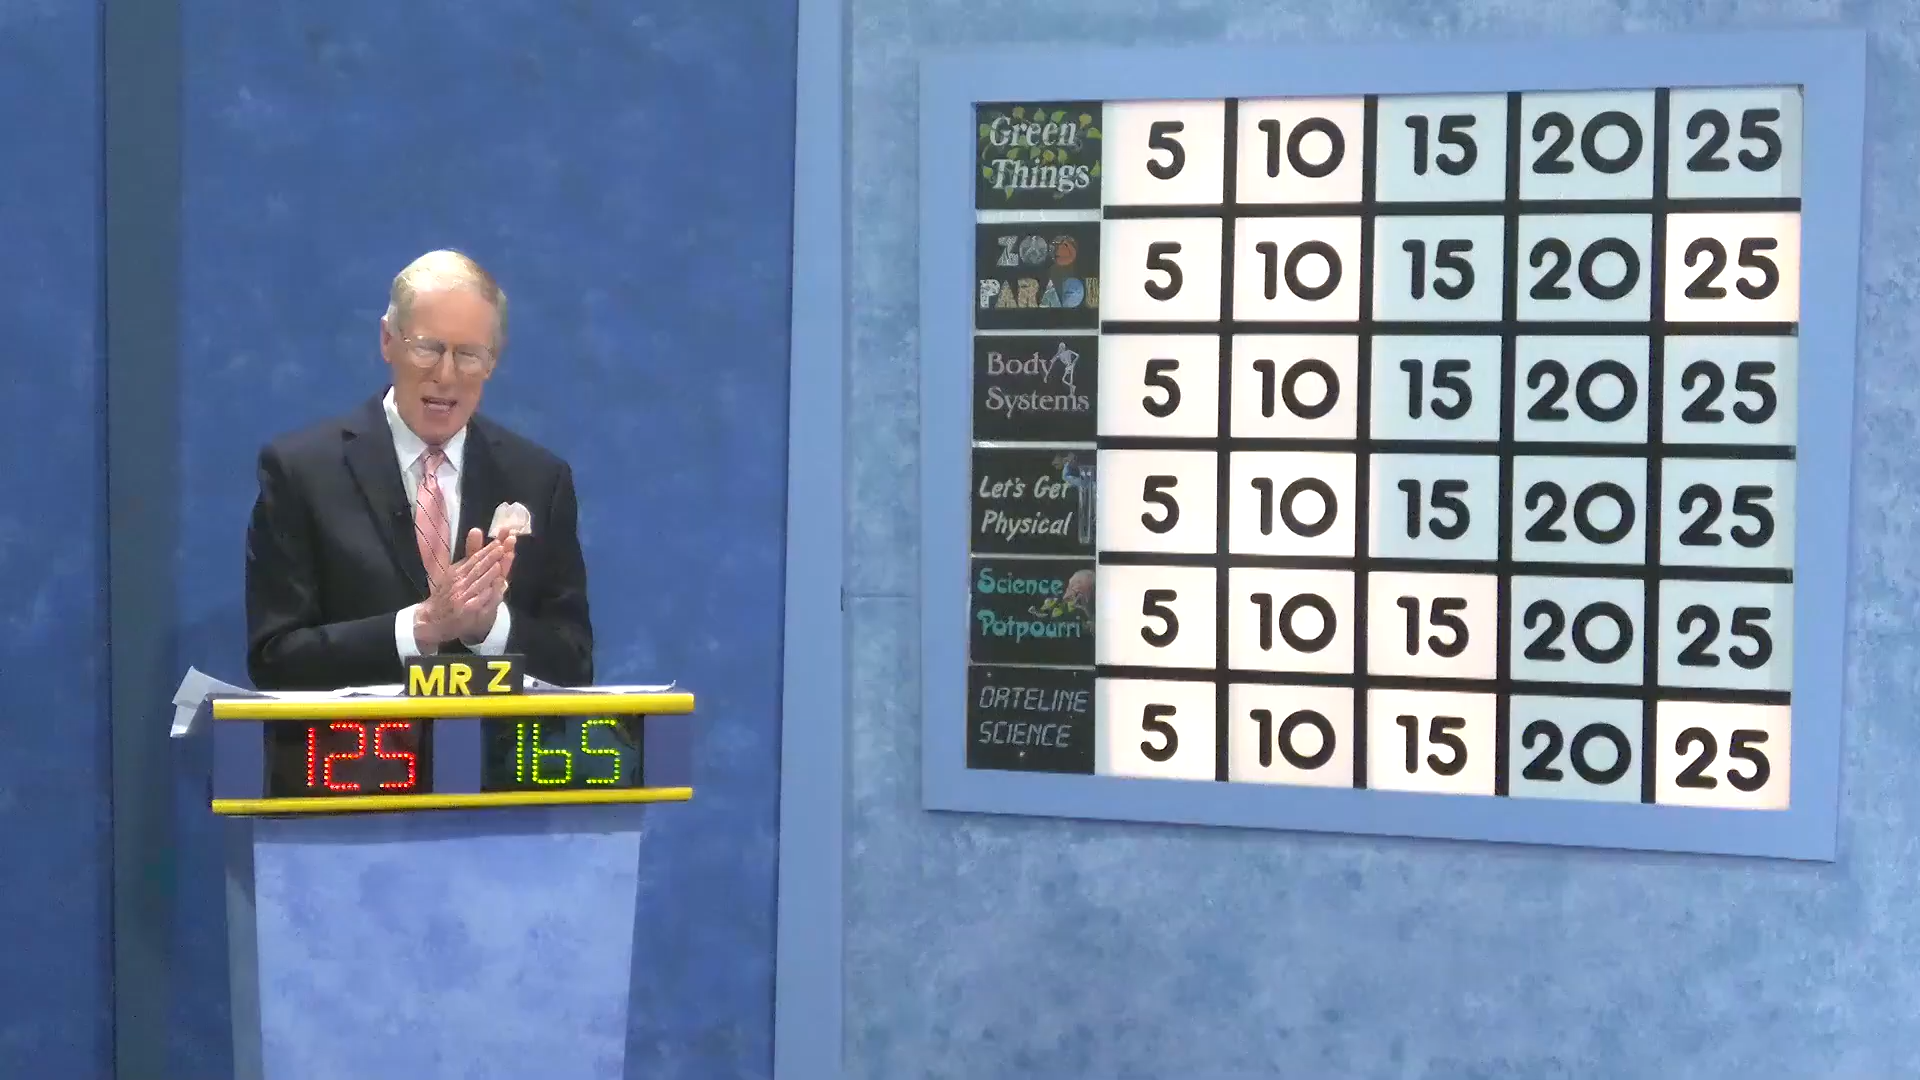 Green
Things
5 10 15 20 25
ZOO
PARADE
5 10 15 20 25
Body
Systems
5 10 15 20 25
Let's Get
Physical
5 10 15 20 25
Science
Potpourri
5 10 15 20 25
DATELINE
SCIENCE
5 10 15 20 25
MR Z
125 165